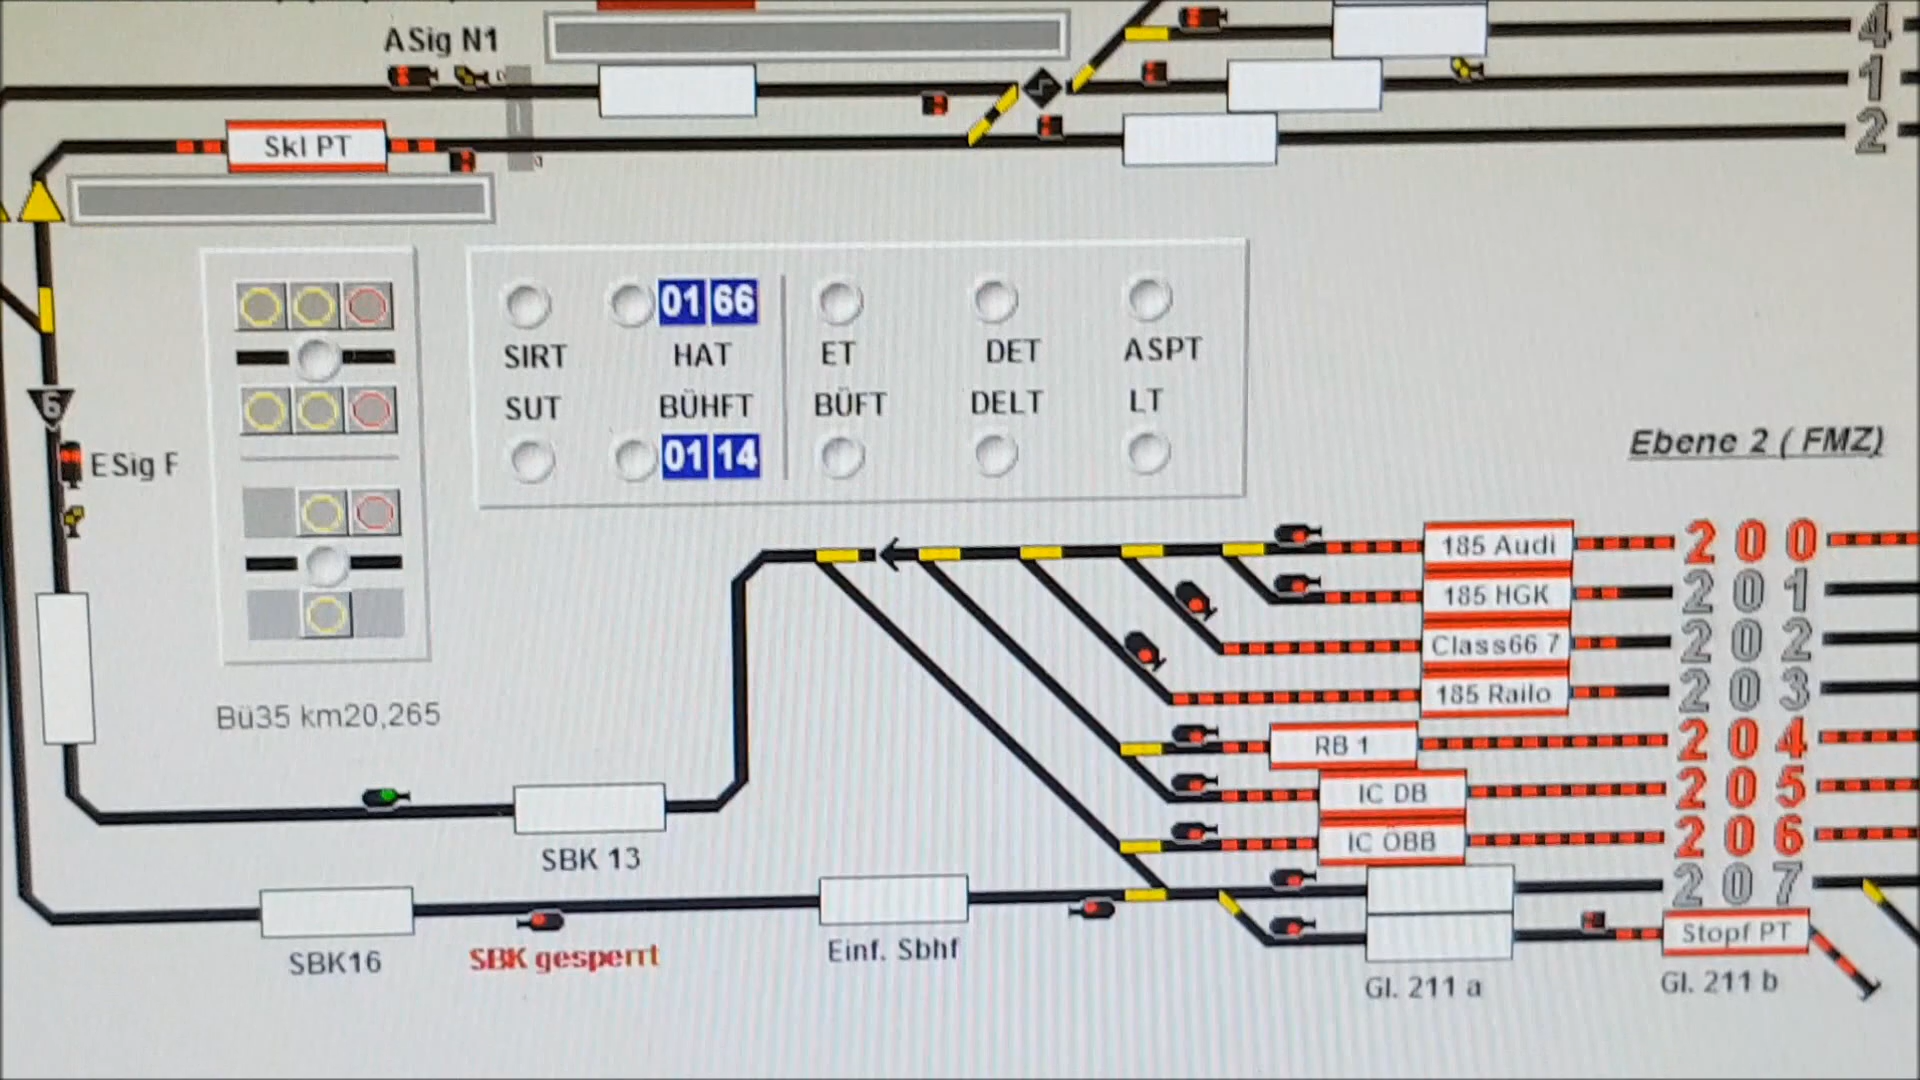 ASig N1
4
1
2
Skl PT
01 66
SIRT HAT ET DET ASPT
SUT BÜHFT BÜFT DELT LT
01 14
6
ESig F
Ebene 2 ( FMZ)
185 Audi 200
185 HGK 201
Class66 7 202
185 Railo 203
RB 1 204
IC DB 205
IC ÖBB 206
207
Stopf PT
Gl. 211 a
Gl. 211 b
Bü35 km20,265
SBK 13
SBK16
SBK gesperrt
Einf. Sbhf